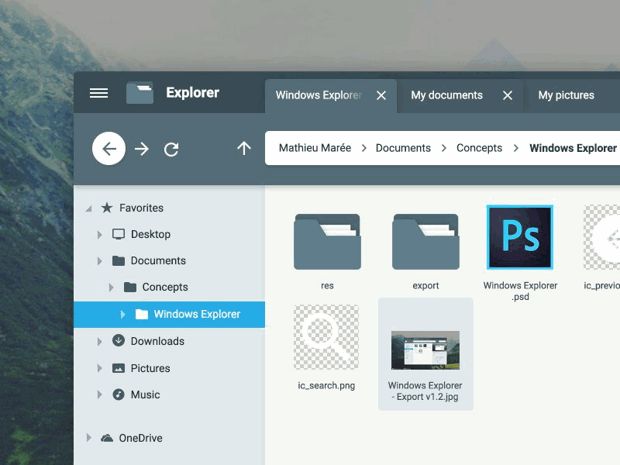 Explorer
Windows Explorer
My documents
My pictures
Mathieu Marée > Documents > Concepts > Windows Explorer
Favorites
Desktop
Documents
Concepts
Windows Explorer
Downloads
Pictures
Music
OneDrive
res
export
Ps
Windows Explorer
.psd
ic_previo
ic_search.png
Windows Explorer
- Export v1.2.jpg